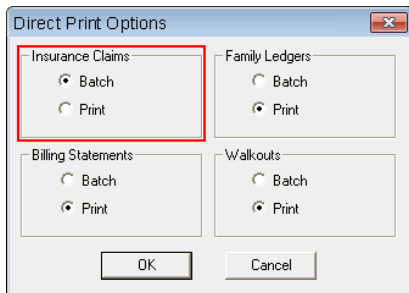 Direct Print Options
Insurance Claims
Batch
Print
Family Ledgers
Batch
Print
Billing Statements
Batch
Print
Walkouts
Batch
Print
OK
Cancel